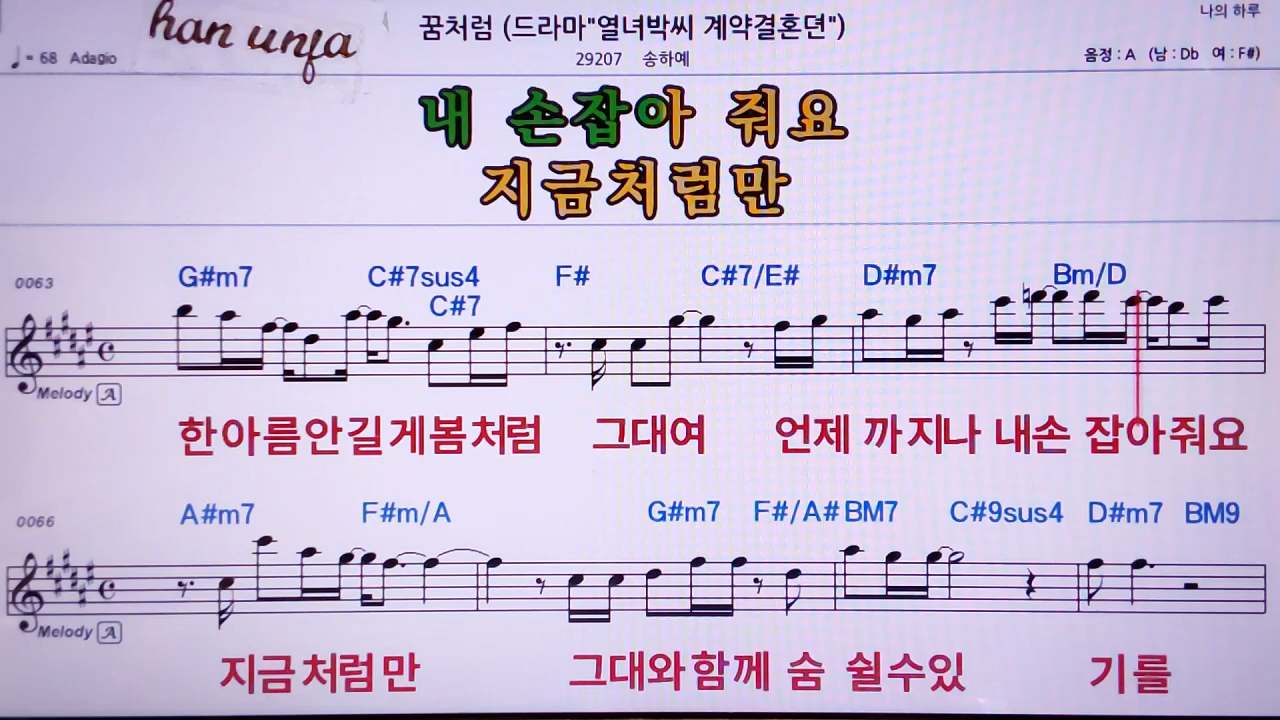 han unja
꿈처럼 (드라마"열녀박씨 계약결혼뎐")
나의 하루
♩= 68 Adagio
29207 송하예
음정 : A (남 : Db 여 : F#)
내 손잡아 줘요
지금처럼만
0063
G#m7 C#7sus4 F# C#7/E# D#m7 Bm/D
C#7
Melody A
한아름안길게봄처럼 그대여 언제 까지나 내손 잡아줘요
0066
A#m7 F#m/A G#m7 F#/A# BM7 C#9sus4 D#m7 BM9
Melody A
지금처럼만 그대와함께 숨 쉴수있 기를